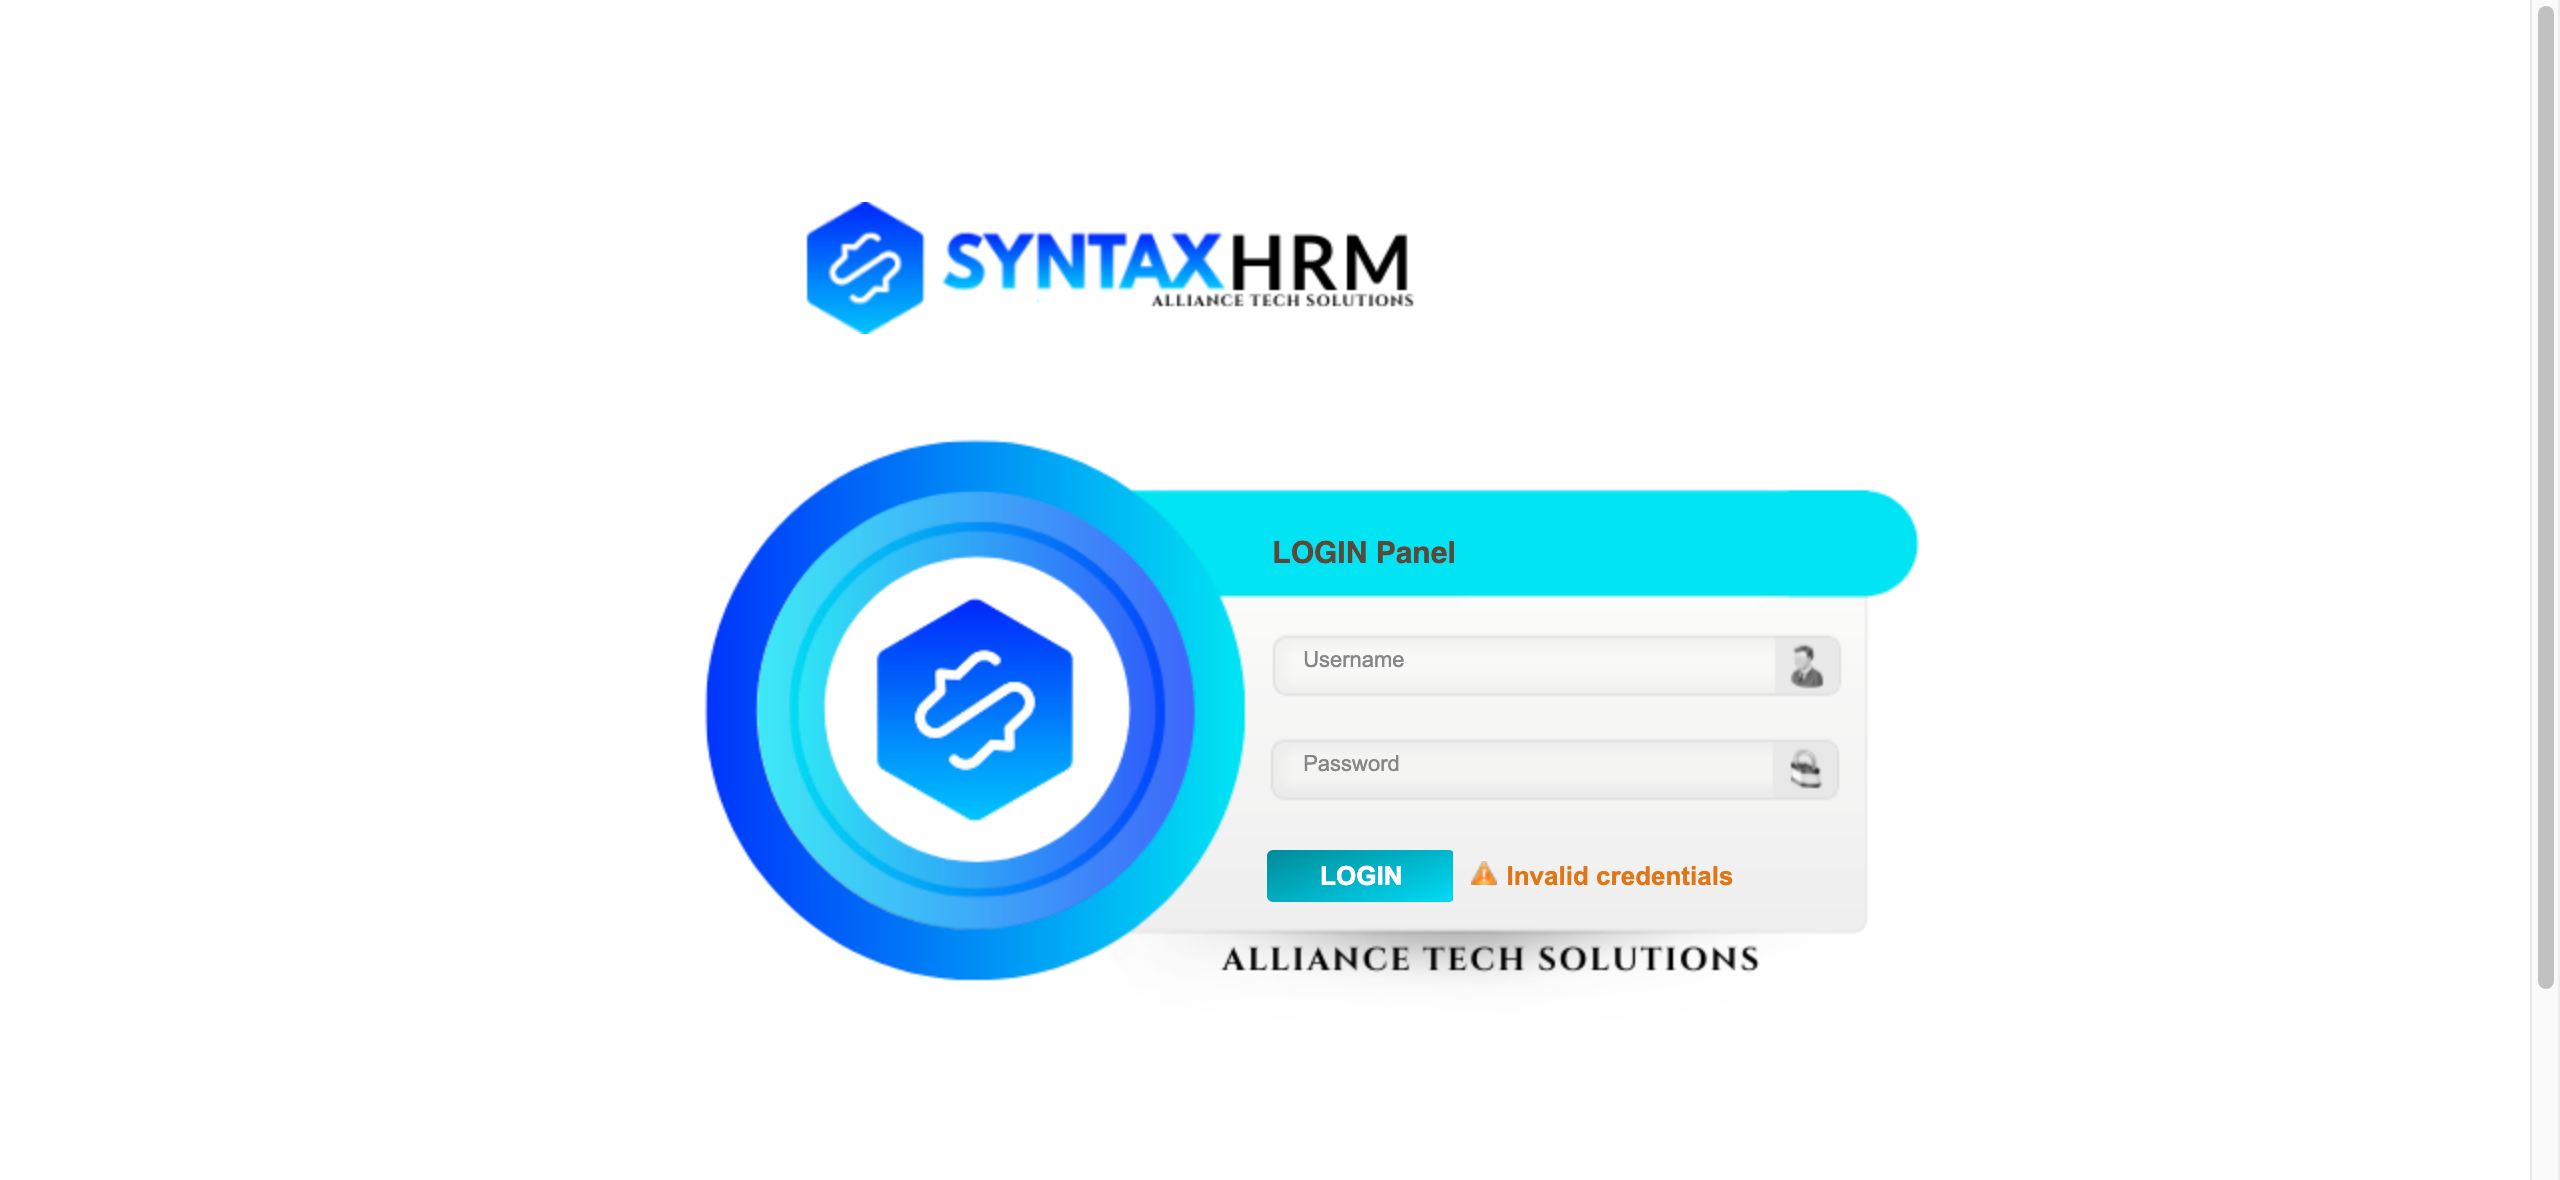 SYNTAXHRM
ALLIANCE TECH SOLUTIONS
LOGIN Panel
Username
Password
LOGIN
Invalid credentials
ALLIANCE TECH SOLUTIONS